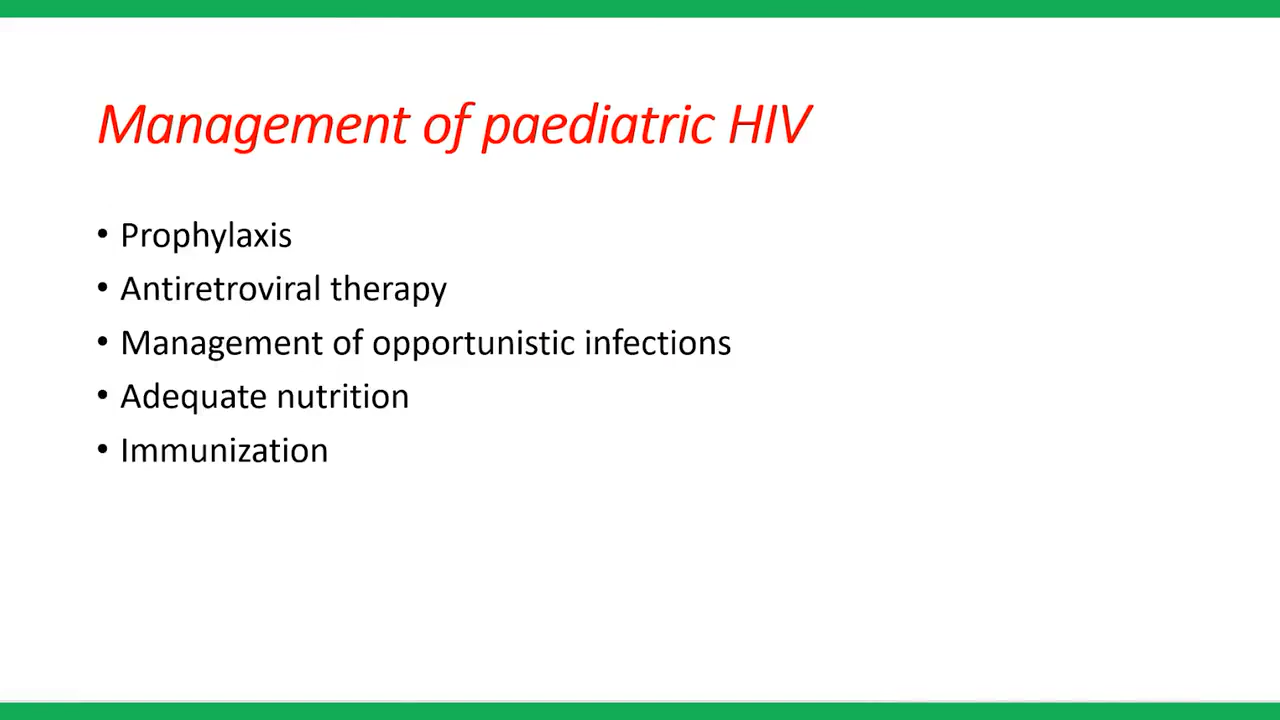 Management of paediatric HIV
• Prophylaxis
• Antiretroviral therapy
• Management of opportunistic infections
• Adequate nutrition
• Immunization